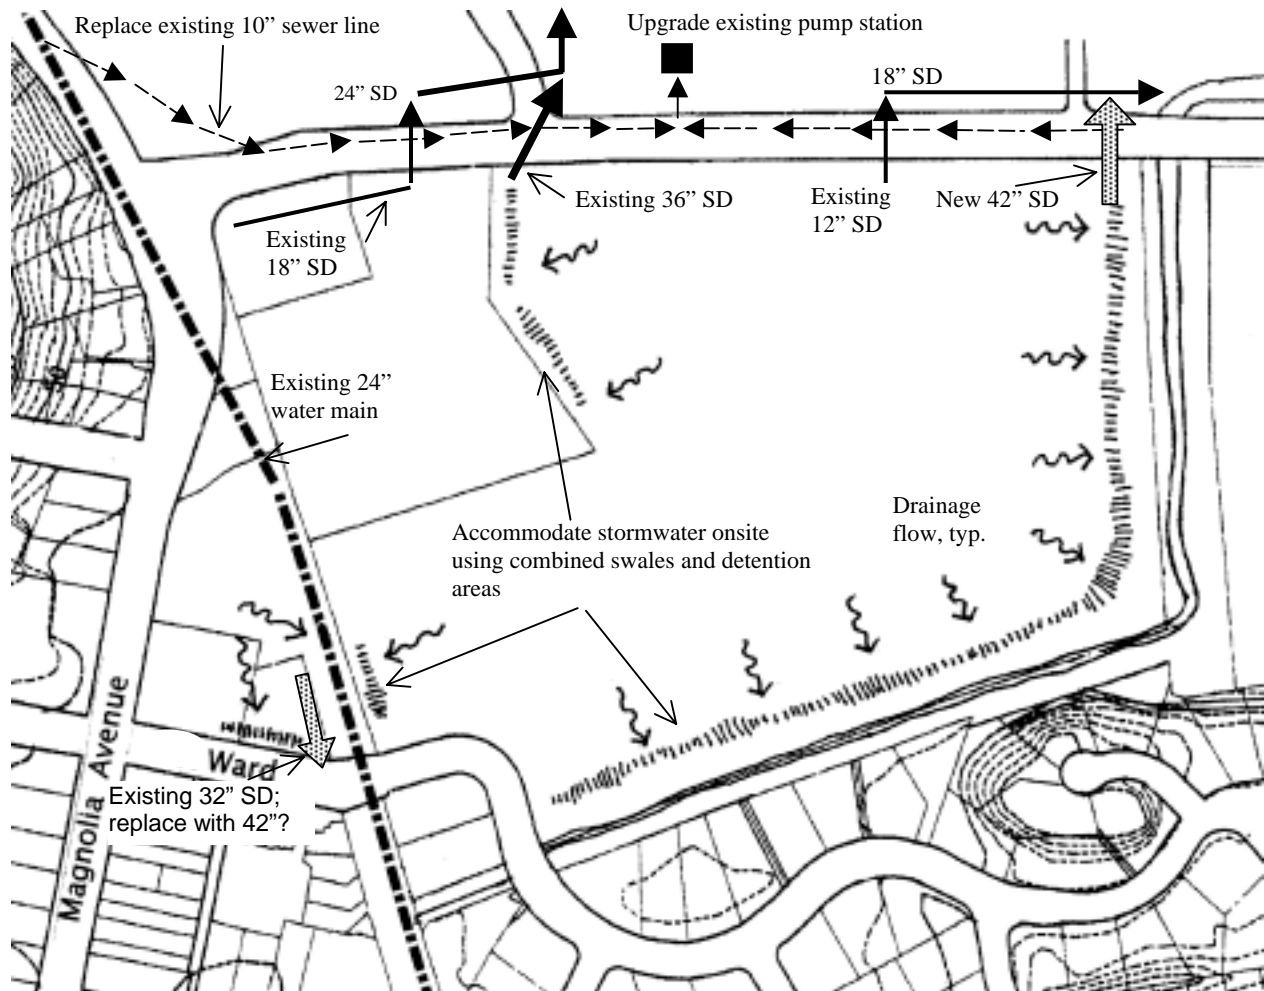 Replace existing 10” sewer line
Upgrade existing pump station
24” SD
18” SD
Existing 36” SD
Existing
12” SD
New 42” SD
Existing
18” SD
Existing 24”
water main
Accommodate stormwater onsite
using combined swales and detention
areas
Drainage
flow, typ.
Magnolia Avenue
Ward
Existing 32” SD;
replace with 42”?